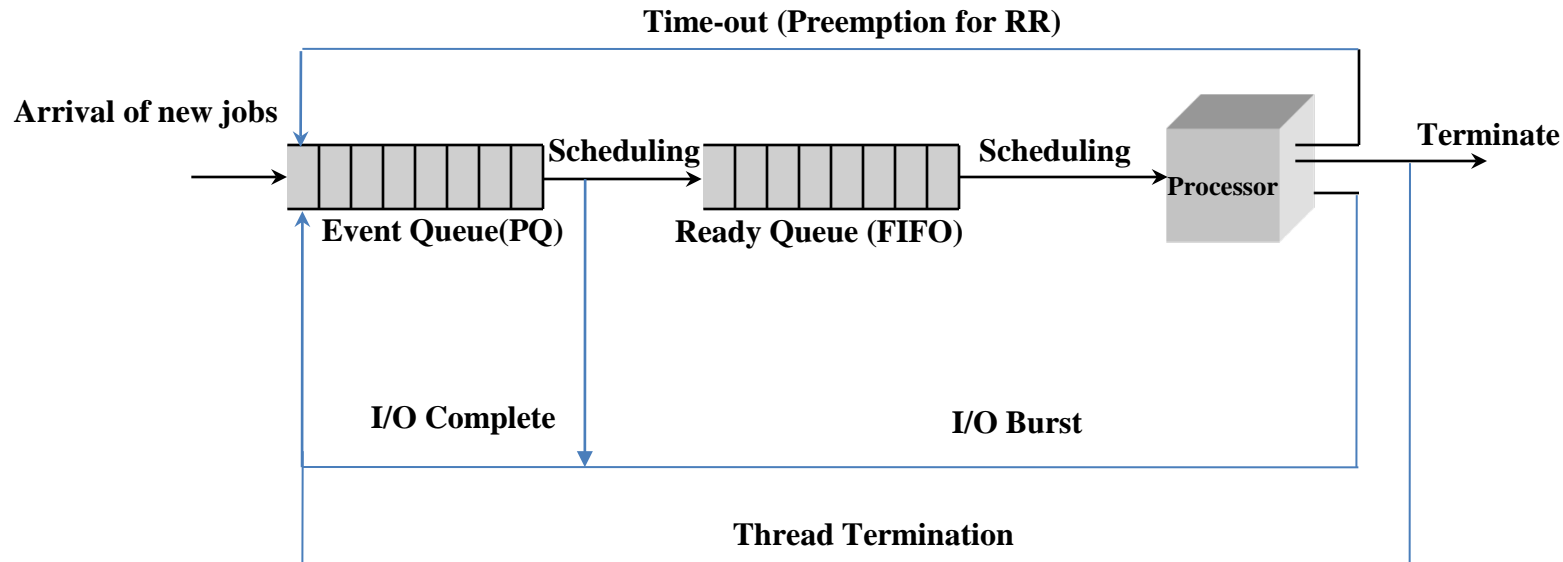 Time-out (Preemption for RR)
Arrival of new jobs
Scheduling
Scheduling
Terminate
Processor
Event Queue(PQ)
Ready Queue (FIFO)
I/O Complete
I/O Burst
Thread Termination